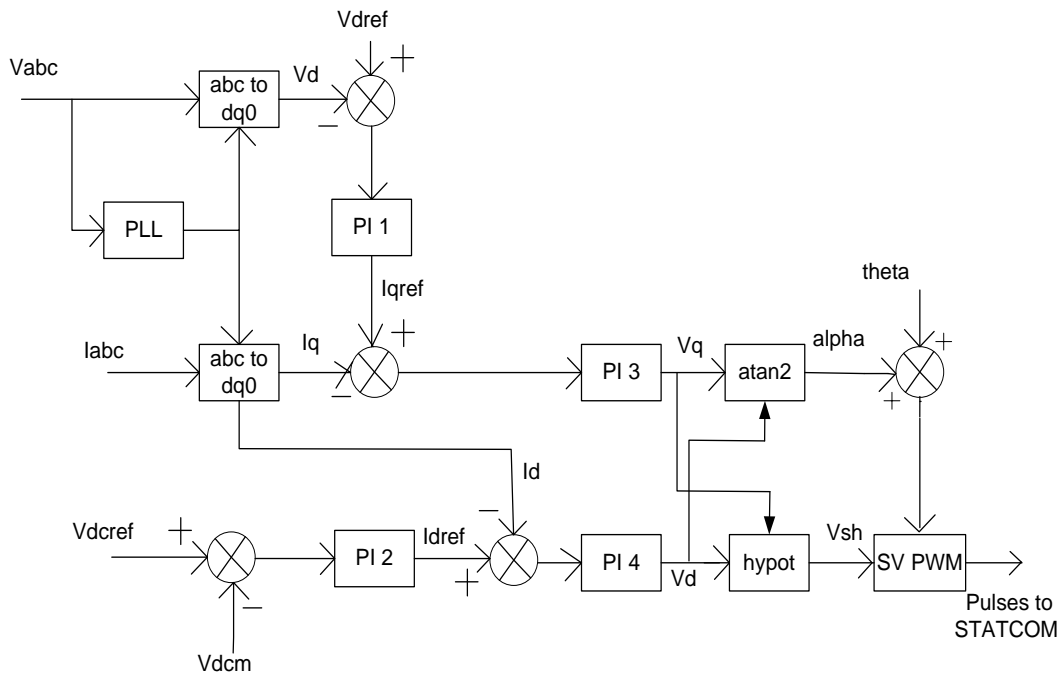 Vdref
+
Vabc
abc to
dq0
Vd
−
PLL
PI 1
Iqref
theta
+
Iabc
abc to
dq0
Iq
−
PI 3
Vq
atan2
alpha
+
+
Id
−
Vdcref
+
PI 2
Idref
+
PI 4
Vd
hypot
Vsh
SV PWM
−
Vdcm
Pulses to
STATCOM